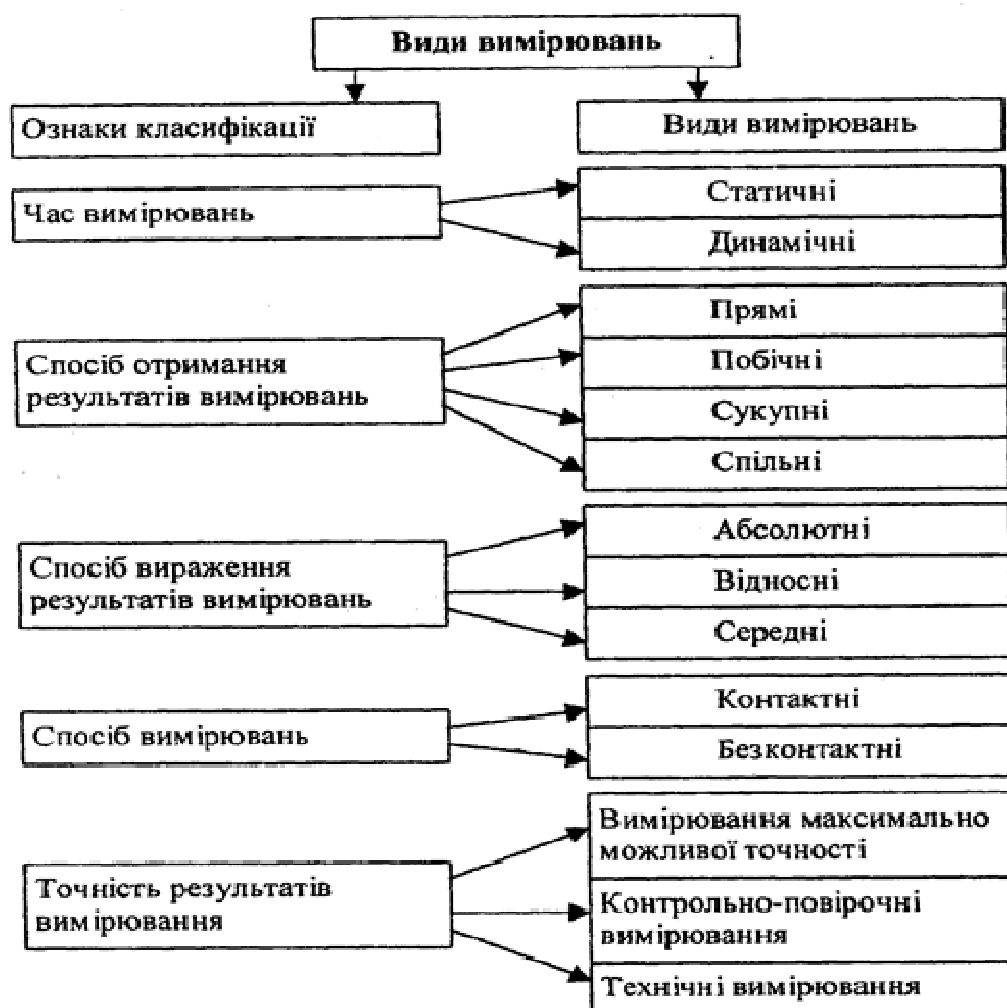 Види вимірювань
Ознаки класифікації
Види вимірювань
Час вимірювань
Статичні
Динамічні
Спосіб отримання
результатів вимірювань
Прямі
Побічні
Сукупні
Спільні
Спосіб вираження
результатів вимірювань
Абсолютні
Відносні
Середні
Спосіб вимірювань
Контактні
Безконтактні
Точність результатів
вимірювання
Вимірювання максимально
можливої точності
Контрольно-повірочні
вимірювання
Технічні вимірювання